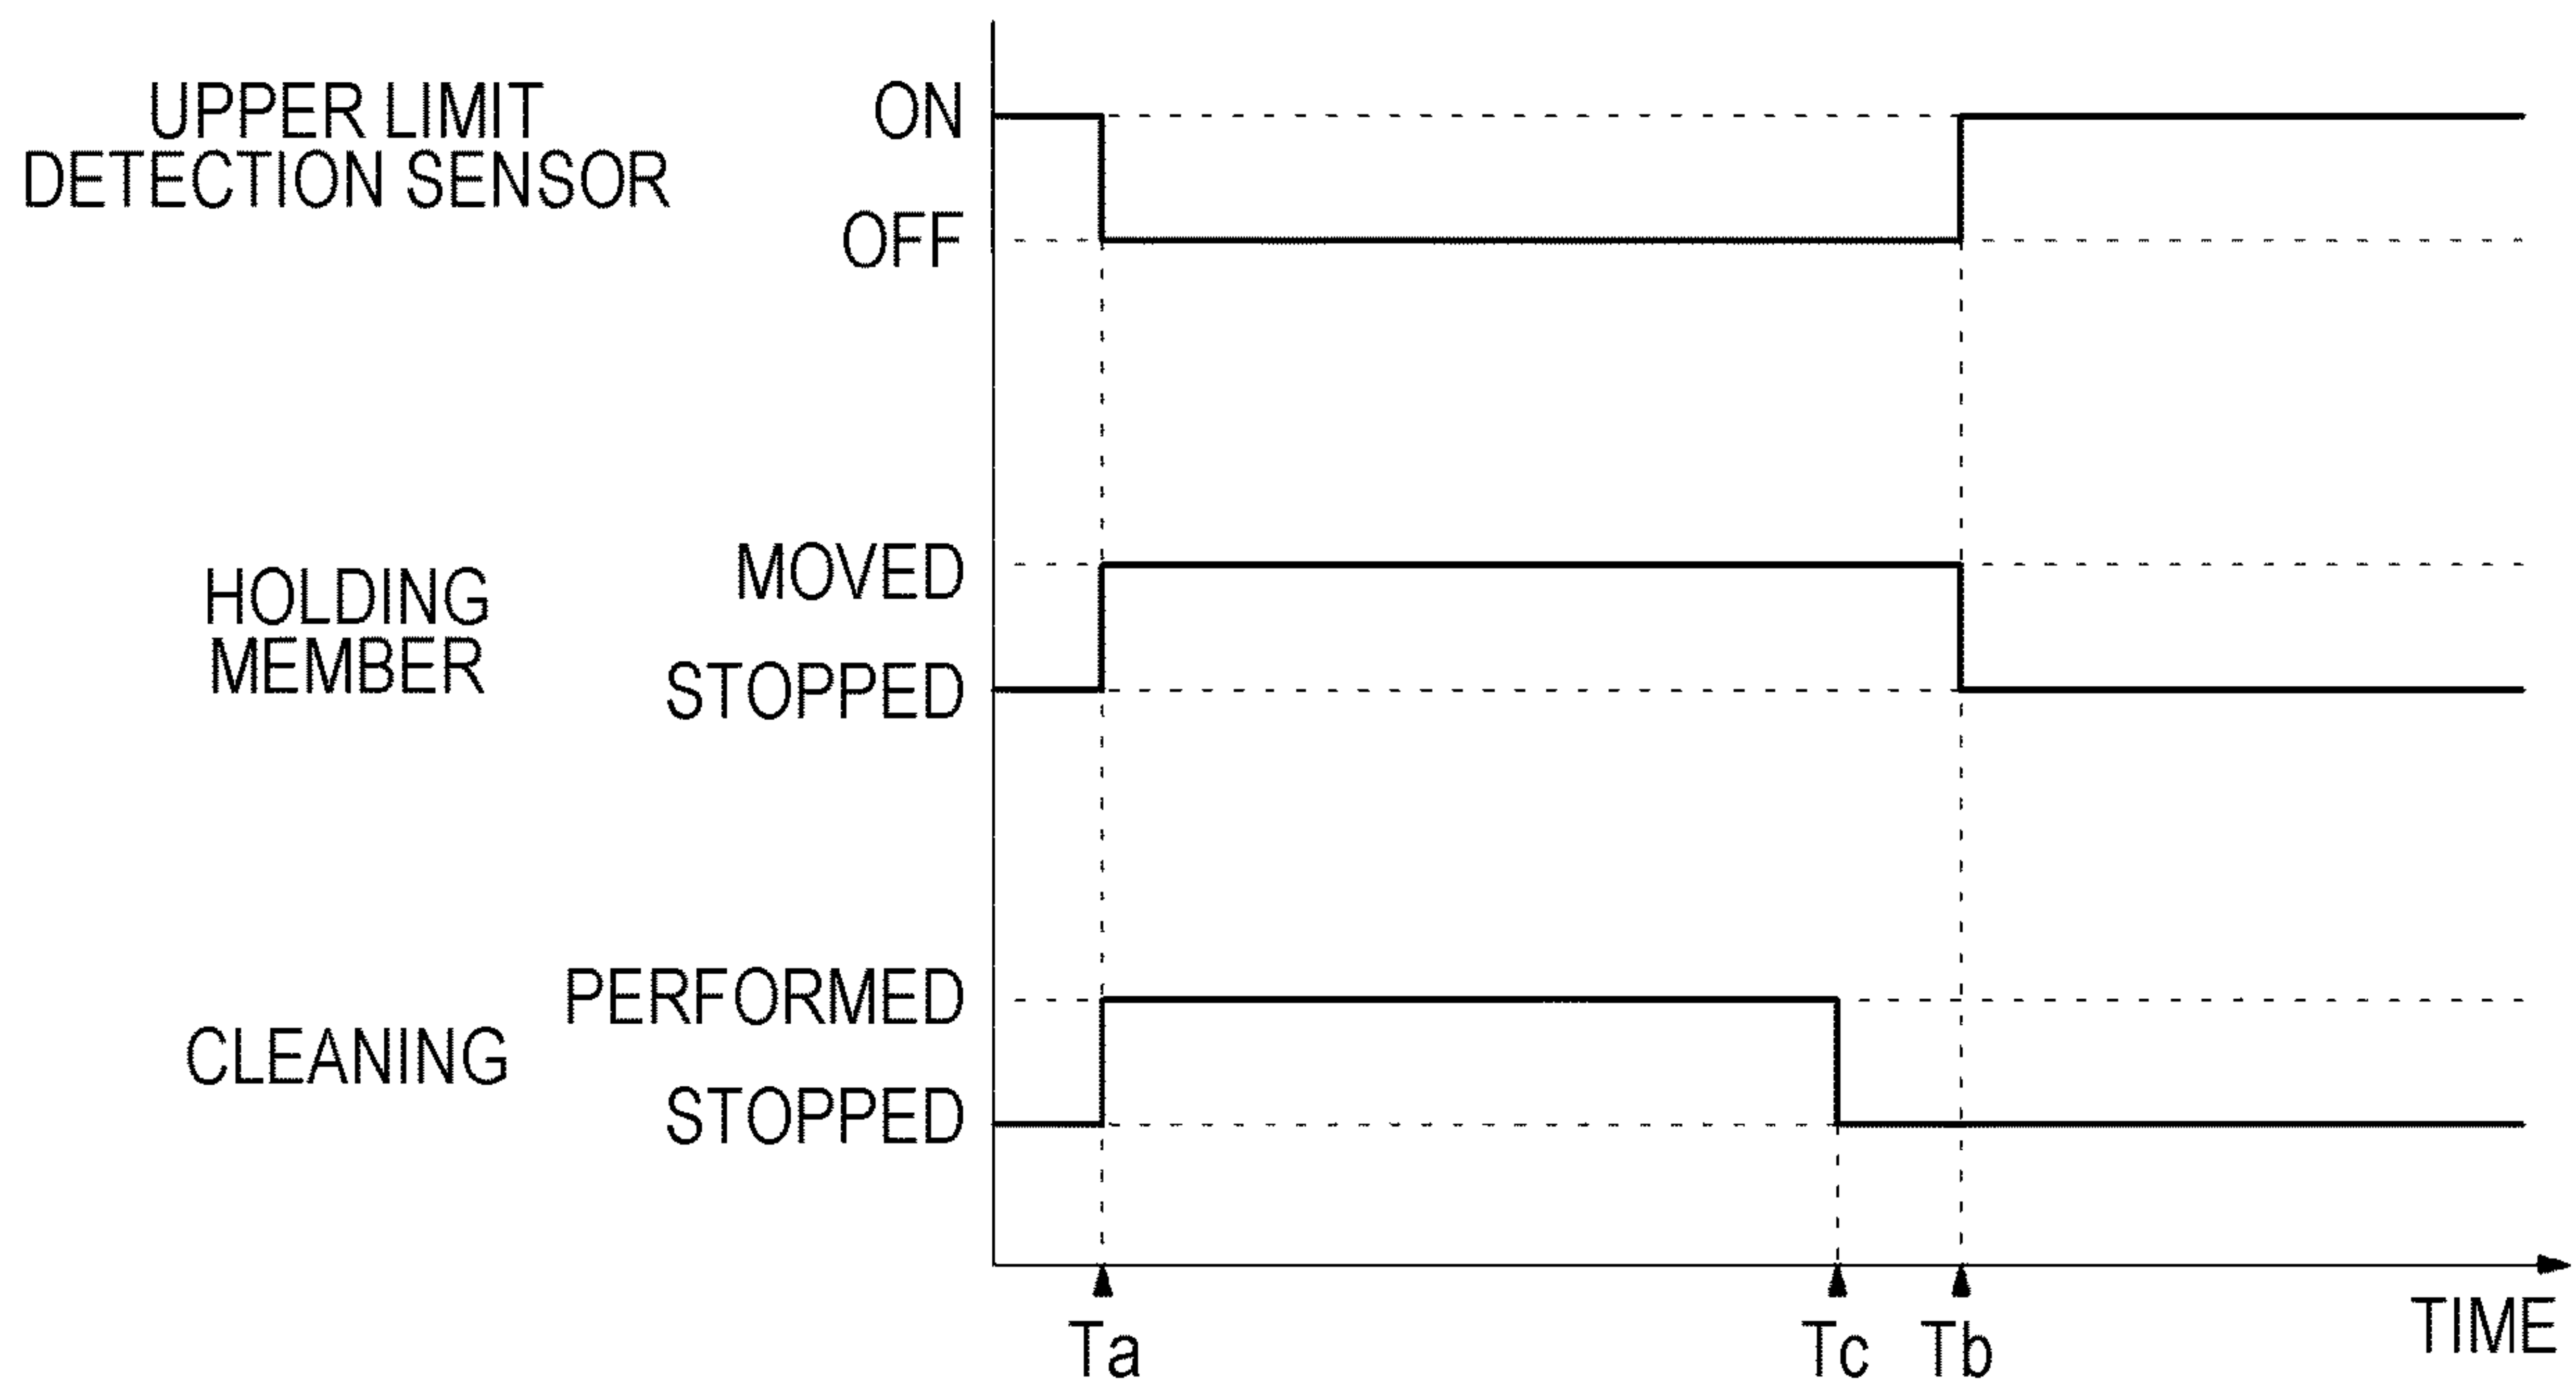 UPPER LIMIT
DETECTION SENSOR
ON
OFF
HOLDING
MEMBER
MOVED
STOPPED
CLEANING
PERFORMED
STOPPED
Ta
Tc
Tb
TIME